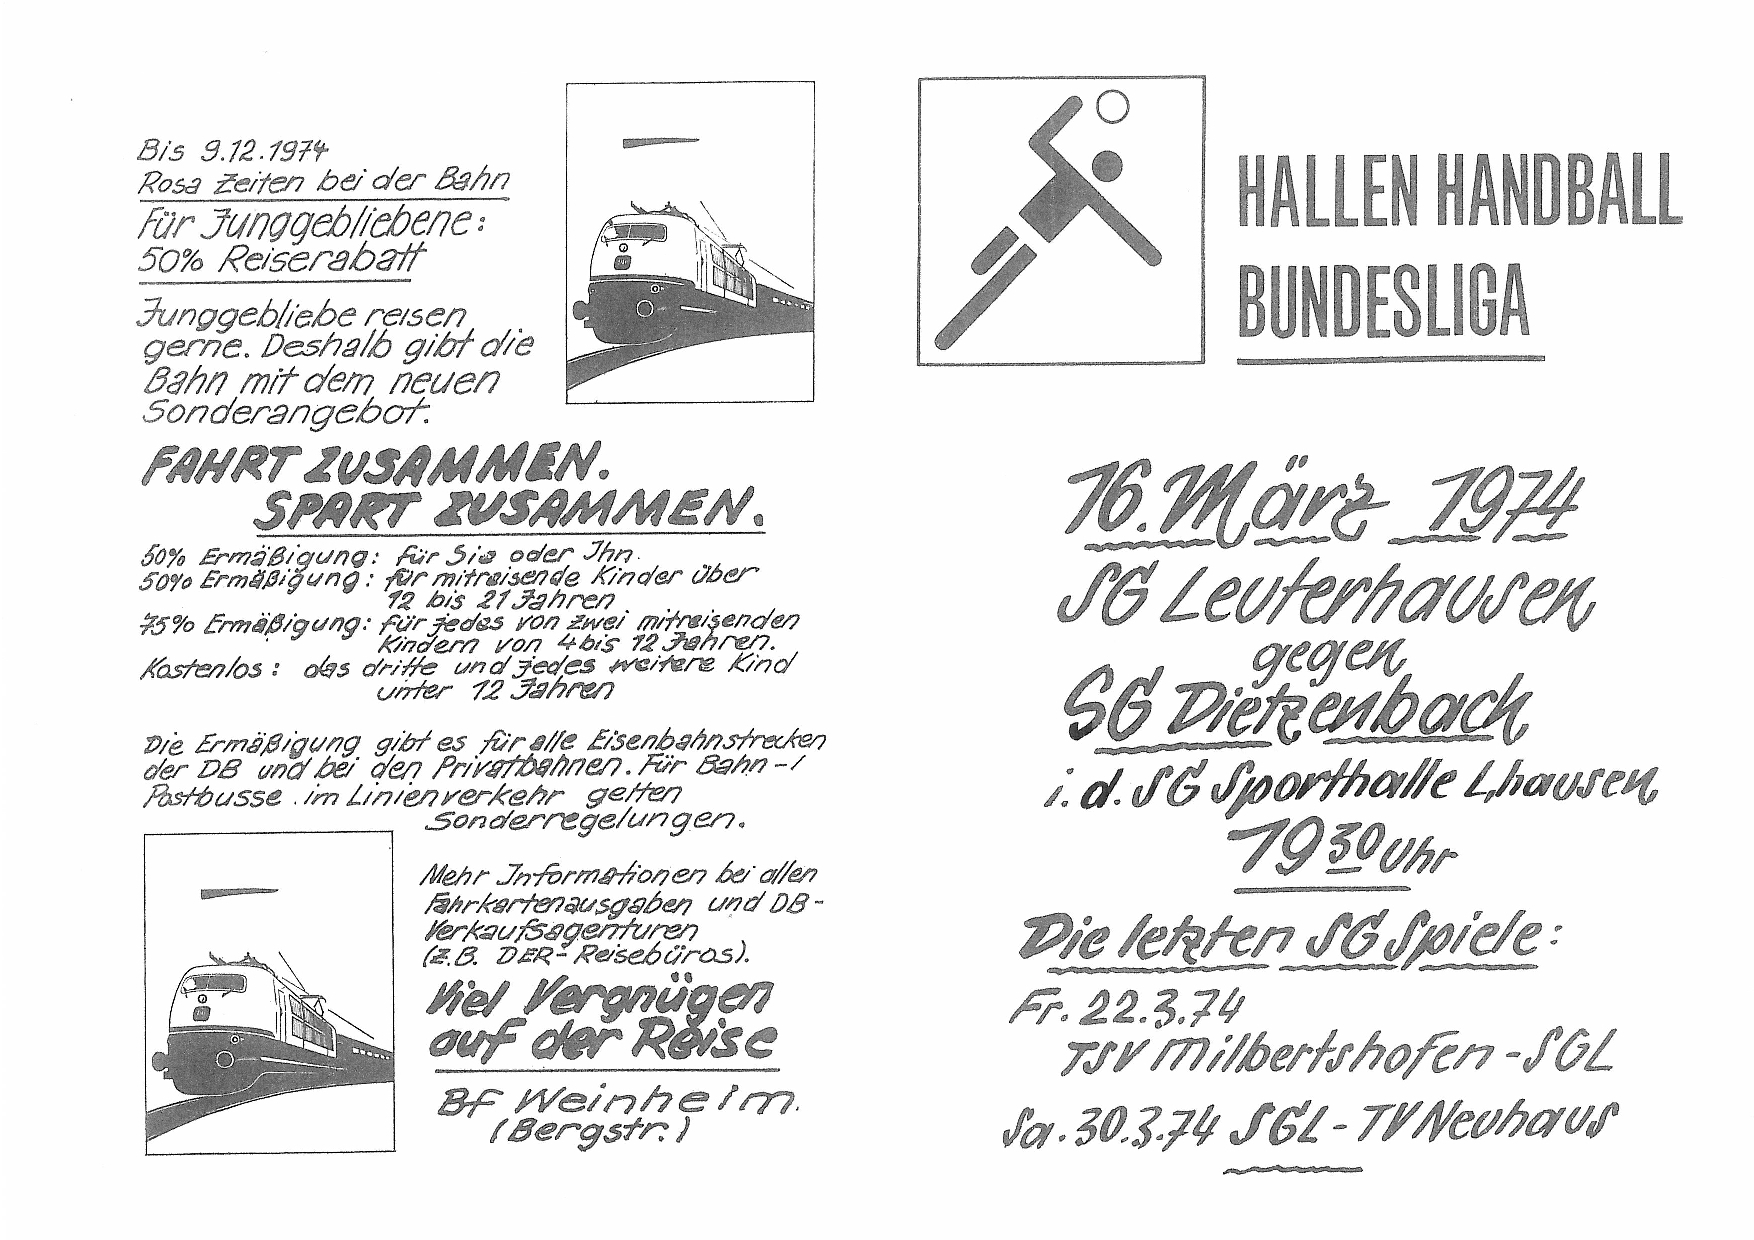 Bis 9.12.1974
Rosa Zeiten bei der Bahn
Für Junggebliebene:
50% Reiserabatt
Junggebliebe reisen
gerne. Deshalb gibt die
Bahn mit dem neuen
Sonderangebot.
FAHRT ZUSAMMEN.
SPART ZUSAMMEN.
50% Ermäßigung: für Sie oder Ihn.
50% Ermäßigung: für mitreisende Kinder über
12 bis 21 Jahren
75% Ermäßigung: für jedes von zwei mitreisenden
Kindern von 4 bis 12 Jahren.
Kostenlos: das dritte und jedes weitere Kind
unter 12 Jahren
Die Ermäßigung gibt es für alle Eisenbahnstrecken
der DB und bei den Privatbahnen. Für Bahn-/
Postbusse im Linienverkehr gelten
Sonderregelungen.
Mehr Informationen bei allen
Fahrkartenausgaben und DB-
Verkaufsagenturen
(z.B. DER-Reisebüros).
Viel Vergnügen
auf der Reise
BF Weinheim.
(Bergstr.)
HALLEN HANDBALL
BUNDESLIGA
16. März 1974
SG Leuterhausen
gegen
SG Dietzenbach
i.d. SG Sporthalle L,hausen
19 30 Uhr
Die letzten SG Spiele:
Fr. 22.3.74
TSV Milbertshofen - SGL
Sa. 30.3.74 SGL - TV Neuhaus